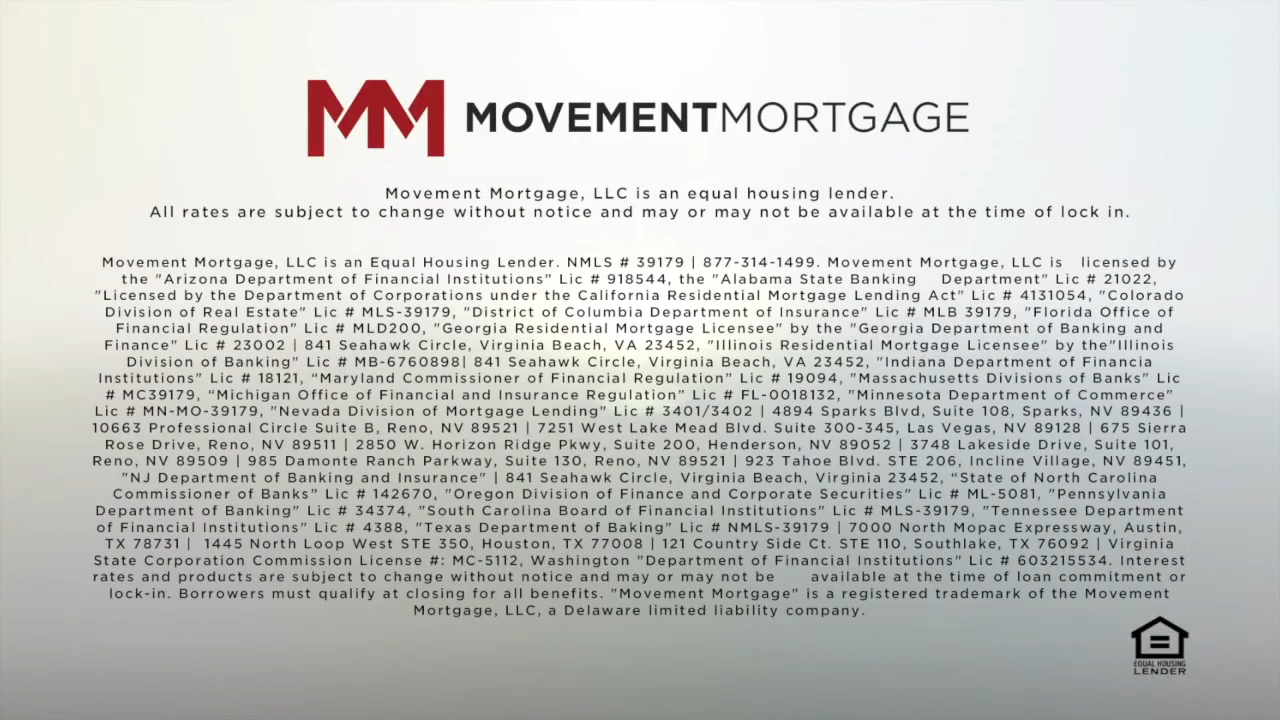 MM MOVEMENTMORTGAGE
Movement Mortgage, LLC is an equal housing lender.
All rates are subject to change without notice and may or may not be available at the time of lock in.
Movement Mortgage, LLC is an Equal Housing Lender. NMLS # 39179 | 877-314-1499. Movement Mortgage, LLC is licensed by
the "Arizona Department of Financial Institutions” Lic # 918544, the "Alabama State Banking Department" Lic # 21022,
"Licensed by the Department of Corporations under the California Residential Mortgage Lending Act" Lic # 4131054, "Colorado
Division of Real Estate" Lic # MLS-39179, "District of Columbia Department of Insurance" Lic # MLB 39179, "Florida Office of
Financial Regulation" Lic # MLD200, "Georgia Residential Mortgage Licensee" by the "Georgia Department of Banking and
Finance" Lic # 23002 | 841 Seahawk Circle, Virginia Beach, VA 23452, "Illinois Residential Mortgage Licensee" by the"Illinois
Division of Banking" Lic # MB-6760898| 841 Seahawk Circle, Virginia Beach, VA 23452, "Indiana Department of Financia
Institutions" Lic # 18121, “Maryland Commissioner of Financial Regulation” Lic # 19094, "Massachusetts Divisions of Banks" Lic
# MC39179, “Michigan Office of Financial and Insurance Regulation” Lic # FL-0018132, "Minnesota Department of Commerce"
Lic # MN-MO-39179, "Nevada Division of Mortgage Lending" Lic # 3401/3402 | 4894 Sparks Blvd, Suite 108, Sparks, NV 89436 |
10663 Professional Circle Suite B, Reno, NV 89521 | 7251 West Lake Mead Blvd. Suite 300-345, Las Vegas, NV 89128 | 675 Sierra
Rose Drive, Reno, NV 89511 | 2850 W. Horizon Ridge Pkwy, Suite 200, Henderson, NV 89052 | 3748 Lakeside Drive, Suite 101,
Reno, NV 89509 | 985 Damonte Ranch Parkway, Suite 130, Reno, NV 89521 | 923 Tahoe Blvd. STE 206, Incline Village, NV 89451,
"NJ Department of Banking and Insurance" | 841 Seahawk Circle, Virginia Beach, Virginia 23452, “State of North Carolina
Commissioner of Banks” Lic # 142670, "Oregon Division of Finance and Corporate Securities" Lic # ML-5081, "Pennsylvania
Department of Banking" Lic # 34374, "South Carolina Board of Financial Institutions" Lic # MLS-39179, "Tennessee Department
of Financial Institutions" Lic # 4388, "Texas Department of Baking" Lic # NMLS-39179 | 7000 North Mopac Expressway, Austin,
TX 78731 | 1445 North Loop West STE 350, Houston, TX 77008 | 121 Country Side Ct. STE 110, Southlake, TX 76092 | Virginia
State Corporation Commission License #: MC-5112, Washington "Department of Financial Institutions" Lic # 603215534. Interest
rates and products are subject to change without notice and may or may not be available at the time of loan commitment or
lock-in. Borrowers must qualify at closing for all benefits. "Movement Mortgage" is a registered trademark of the Movement
Mortgage, LLC, a Delaware limited liability company.
EQUAL HOUSING
LENDER